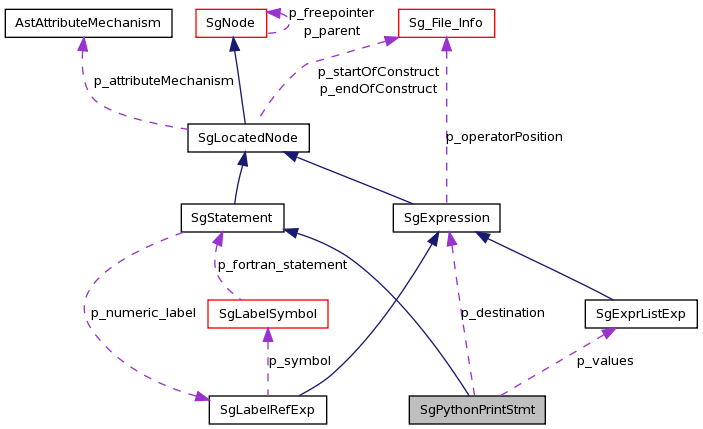 AstAttributeMechanism
SgNode
p_freepointer
p_parent
Sg_File_Info
p_attributeMechanism
p_startOfConstruct
p_endOfConstruct
SgLocatedNode
p_operatorPosition
SgStatement
SgExpression
p_fortran_statement
p_numeric_label
SgLabelSymbol
p_destination
SgExprListExp
p_symbol
p_values
SgLabelRefExp
SgPythonPrintStmt